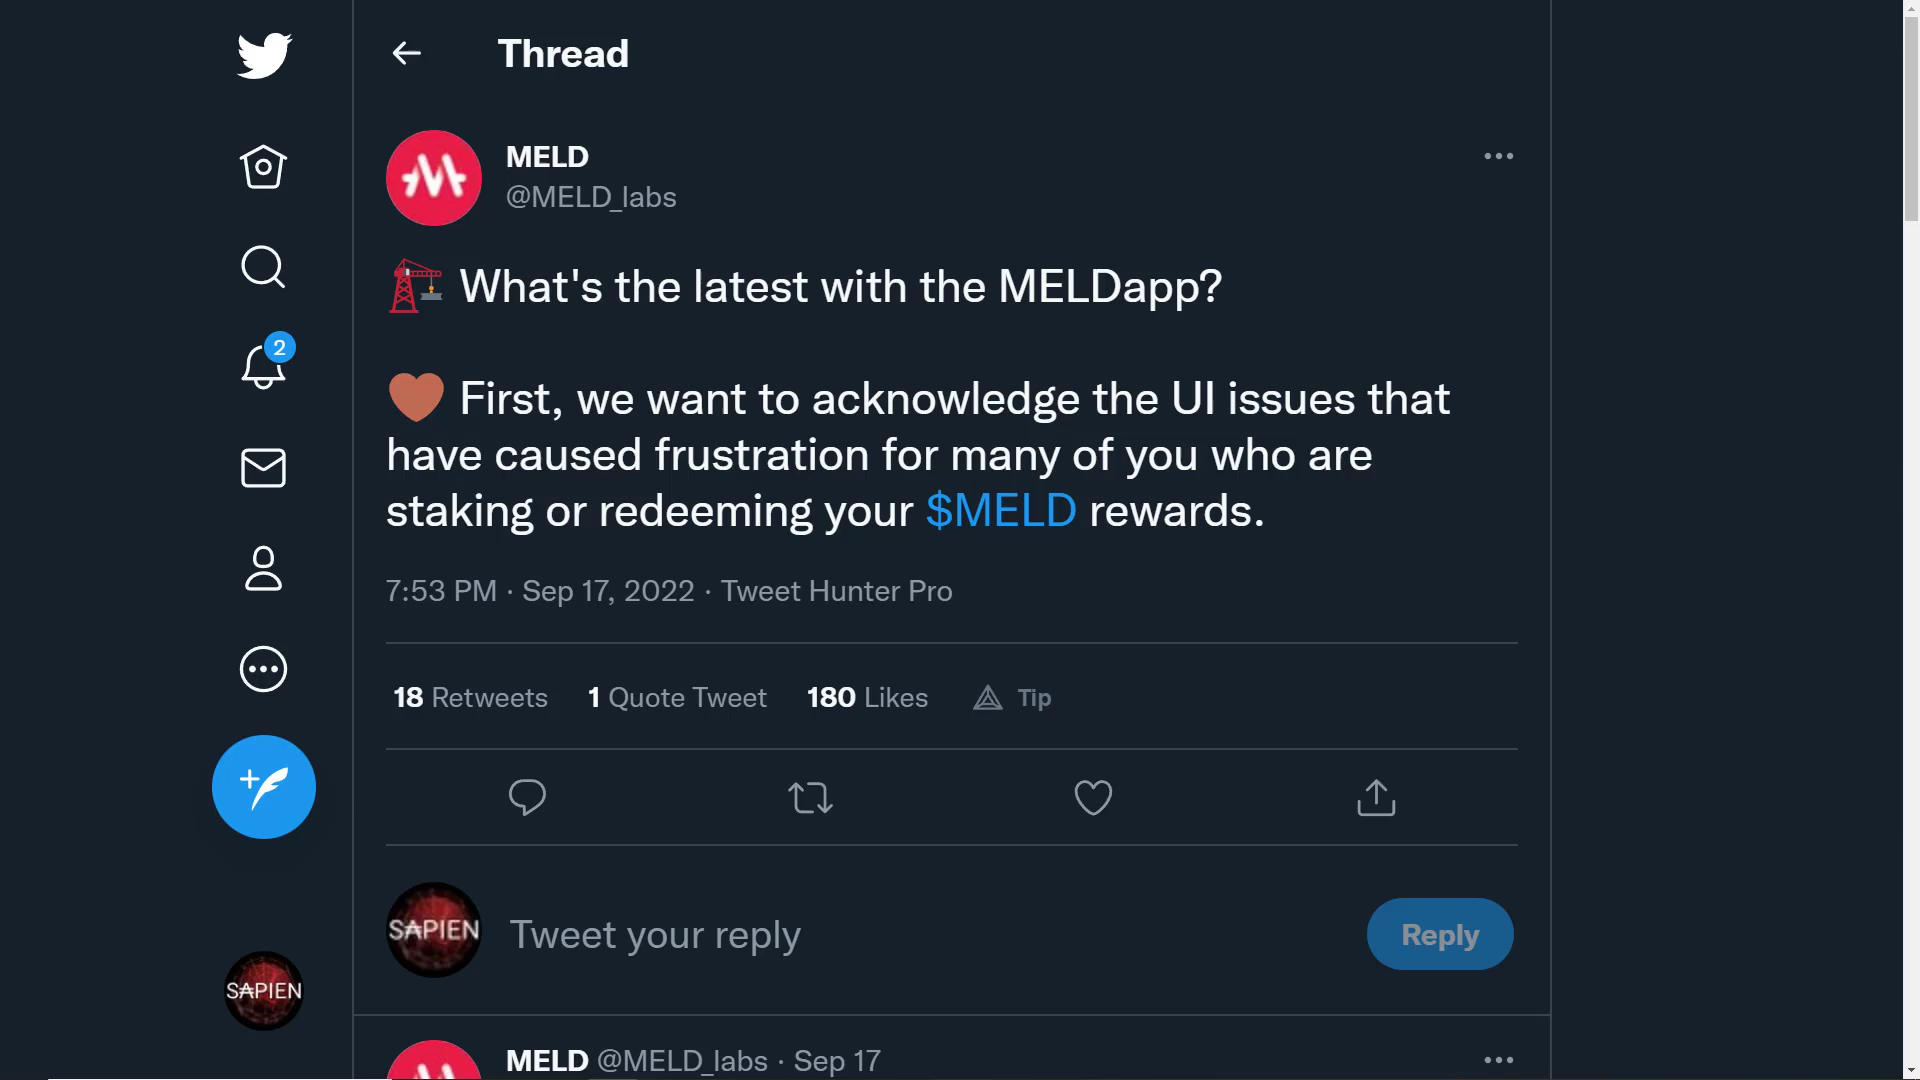 Thread
MELD
@MELD_labs
What's the latest with the MELDapp?
First, we want to acknowledge the UI issues that
have caused frustration for many of you who are
staking or redeeming your $MELD rewards.
7:53 PM · Sep 17, 2022 · Tweet Hunter Pro
18 Retweets 1 Quote Tweet 180 Likes Tip
2
SAPIEN
Tweet your reply
Reply
SAPIEN
MELD @MELD_labs · Sep 17